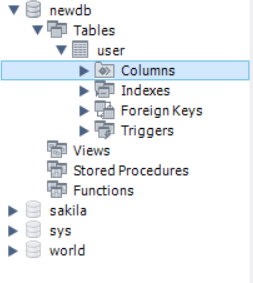 newdb
Tables
user
Columns
Indexes
Foreign Keys
Triggers
Views
Stored Procedures
Functions
sakila
sys
world